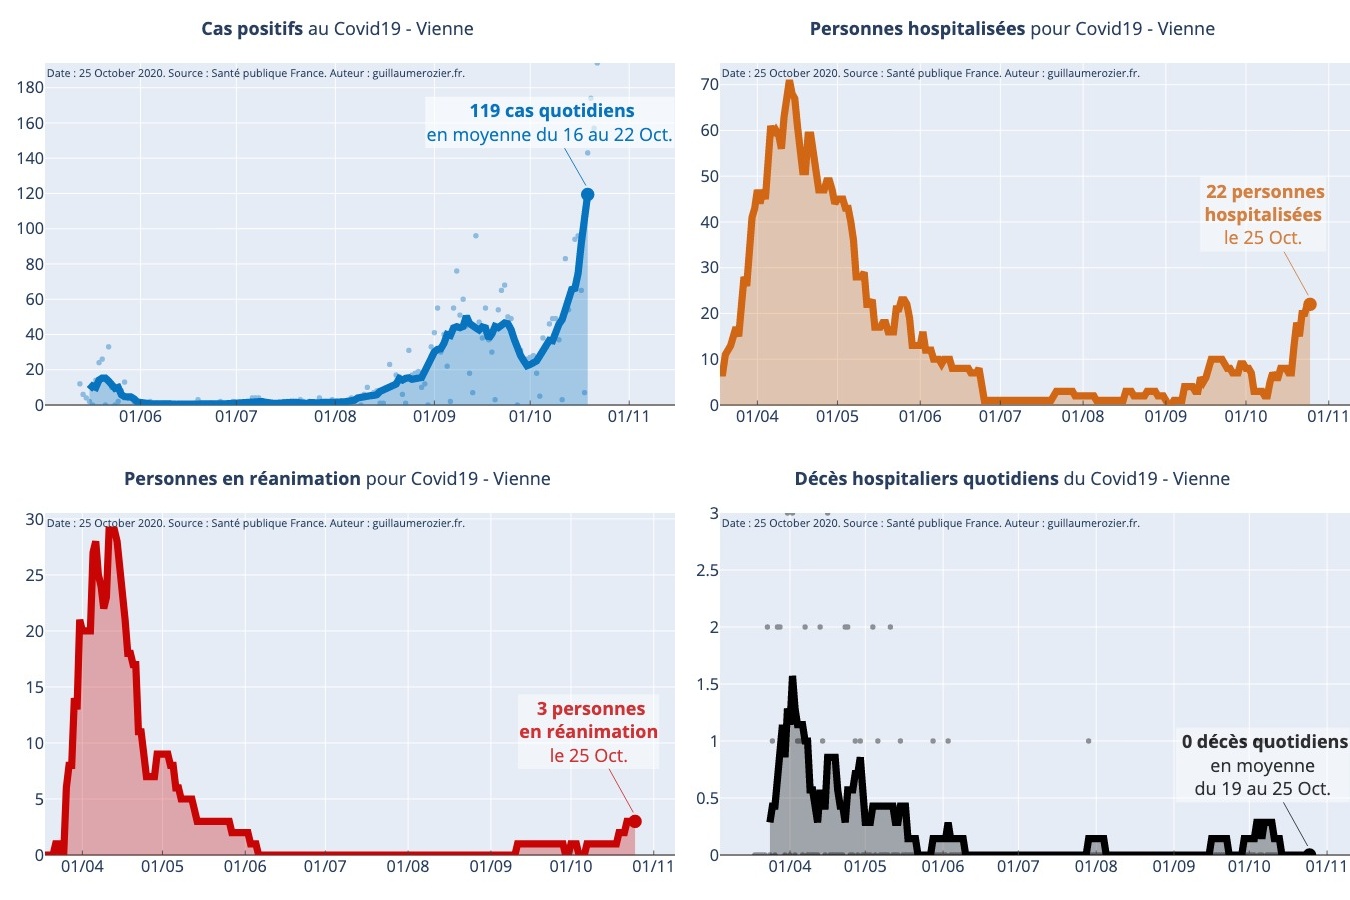 Cas positifs au Covid19 - Vienne
Date : 25 October 2020. Source : Santé publique France. Auteur : guillaumerozier.fr.
180
160
140
120
100
80
60
40
20
0
119 cas quotidiens
en moyenne du 16 au 22 Oct.
01/06 01/07 01/08 01/09 01/10 01/11
Personnes hospitalisées pour Covid19 - Vienne
Date : 25 October 2020. Source : Santé publique France. Auteur : guillaumerozier.fr.
70
60
50
40
30
20
10
0
22 personnes
hospitalisées
le 25 Oct.
01/04 01/05 01/06 01/07 01/08 01/09 01/10 01/11
Personnes en réanimation pour Covid19 - Vienne
Date : 25 October 2020. Source : Santé publique France. Auteur : guillaumerozier.fr.
30
25
20
15
10
5
0
3 personnes
en réanimation
le 25 Oct.
01/04 01/05 01/06 01/07 01/08 01/09 01/10 01/11
Décès hospitaliers quotidiens du Covid19 - Vienne
Date : 25 October 2020. Source : Santé publique France. Auteur : guillaumerozier.fr.
3
2.5
2
1.5
1
0.5
0
0 décès quotidiens
en moyenne
du 19 au 25 Oct.
01/04 01/05 01/06 01/07 01/08 01/09 01/10 01/11